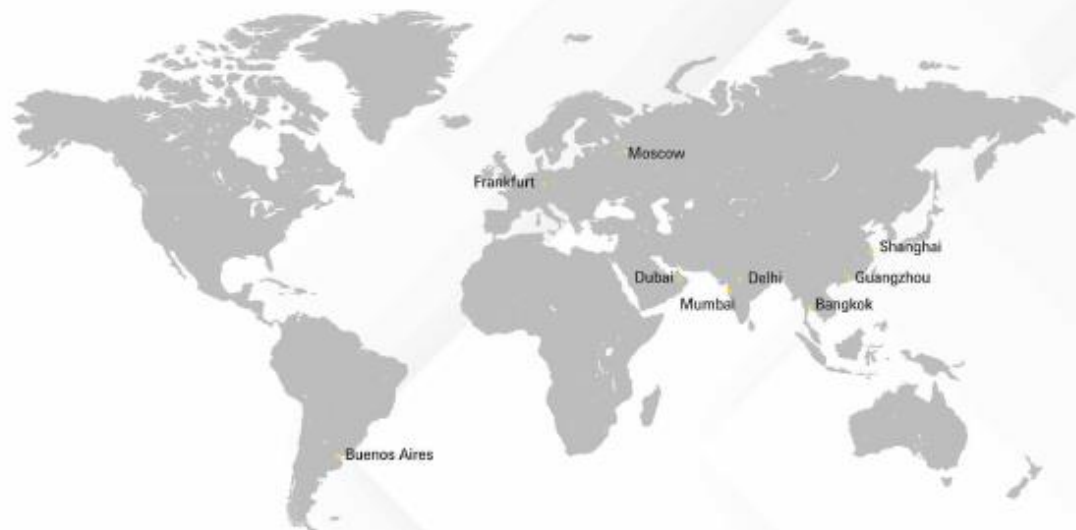 Moscow
Frankfurt
Shanghai
Dubai
Delhi
Guangzhou
Mumbai
Bangkok
Buenos Aires